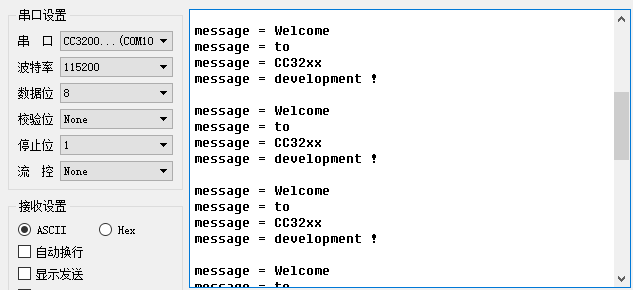 串口设置
串 口 CC3200...(COM10
波特率 115200
数据位 8
校验位 None
停止位 1
流 控 None
接收设置
ASCII Hex
自动换行
显示发送
message = Welcome
message = to
message = CC32xx
message = development !
message = Welcome
message = to
message = CC32xx
message = development !
message = Welcome
message = to
message = CC32xx
message = development !
message = Welcome
message = to